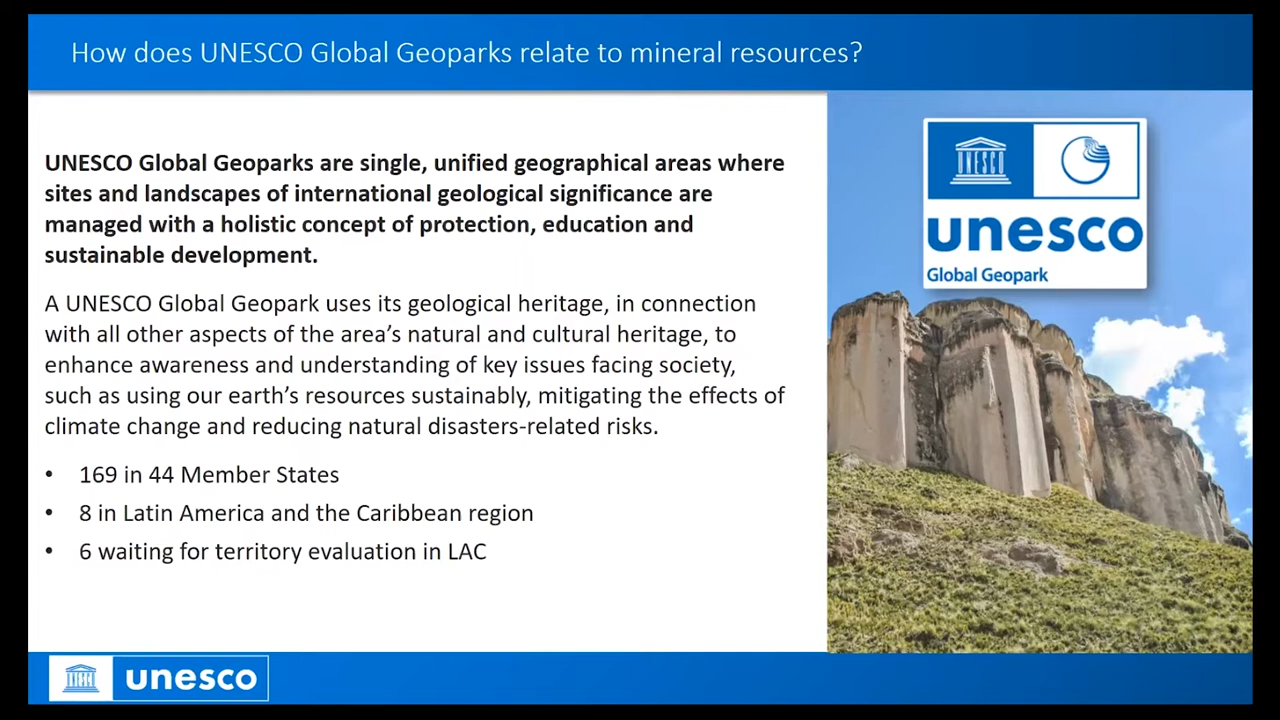 How does UNESCO Global Geoparks relate to mineral resources?
UNESCO Global Geoparks are single, unified geographical areas where
sites and landscapes of international geological significance are
managed with a holistic concept of protection, education and
sustainable development.
A UNESCO Global Geopark uses its geological heritage, in connection
with all other aspects of the area's natural and cultural heritage, to
enhance awareness and understanding of key issues facing society,
such as using our earth's resources sustainably, mitigating the effects of
climate change and reducing natural disasters-related risks.
• 169 in 44 Member States
• 8 in Latin America and the Caribbean region
• 6 waiting for territory evaluation in LAC
UNESCO
unesco
Global Geopark
unesco